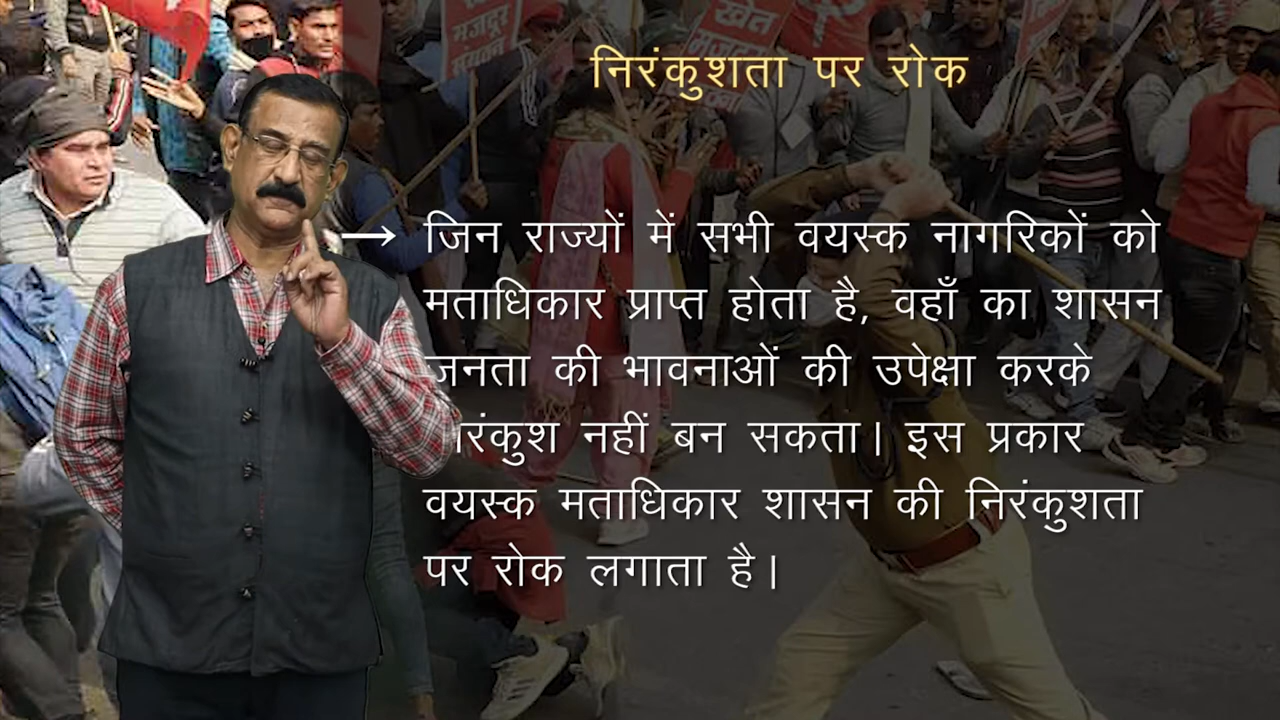 मजदूर
खेत
निरंकुशता पर रोक
→ जिन राज्यों में सभी वयस्क नागरिकों को
मताधिकार प्राप्त होता है, वहाँ का शासन
जनता की भावनाओं की उपेक्षा करके
नहीं बन सकता। इस प्रकार
वयस्क मताधिकार शासन की निरंकुशता
पर रोक लगाता है।